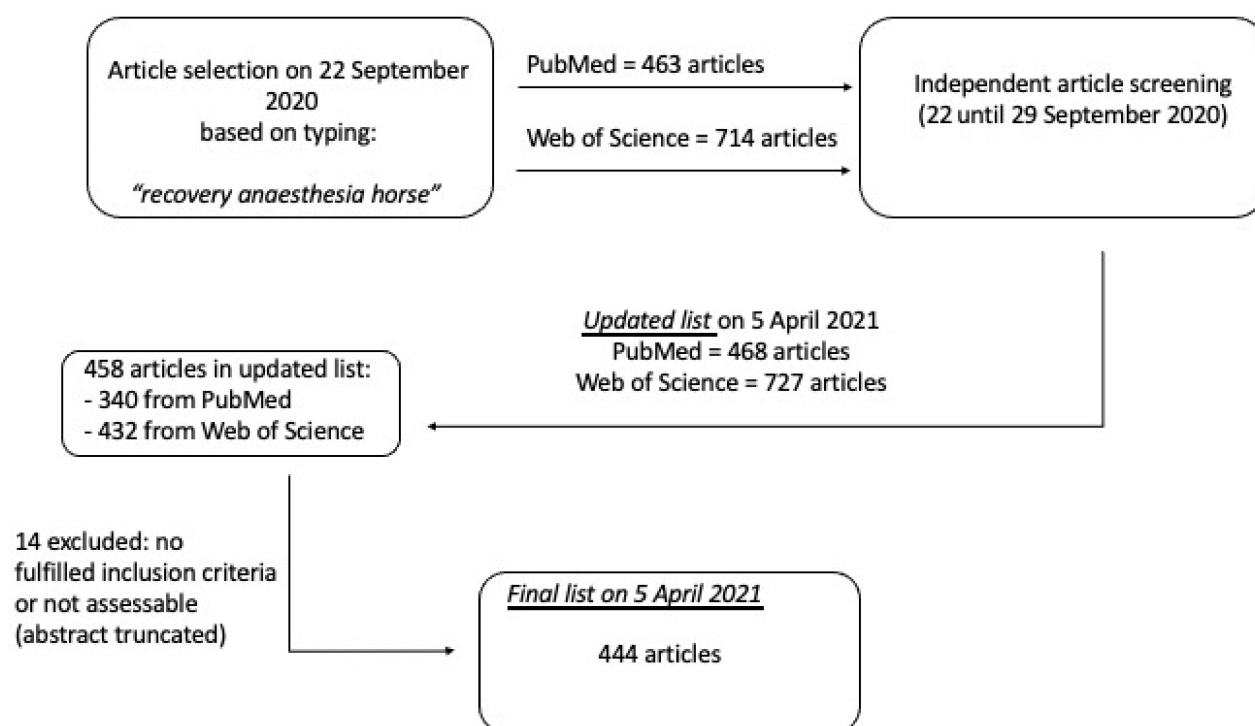 Article selection on 22 September
2020
based on typing:
“recovery anaesthesia horse”
PubMed = 463 articles
Web of Science = 714 articles
Independent article screening
(22 until 29 September 2020)
Updated list on 5 April 2021
PubMed = 468 articles
Web of Science = 727 articles
458 articles in updated list:
- 340 from PubMed
- 432 from Web of Science
14 excluded: no
fulfilled inclusion criteria
or not assessable
(abstract truncated)
Final list on 5 April 2021
444 articles